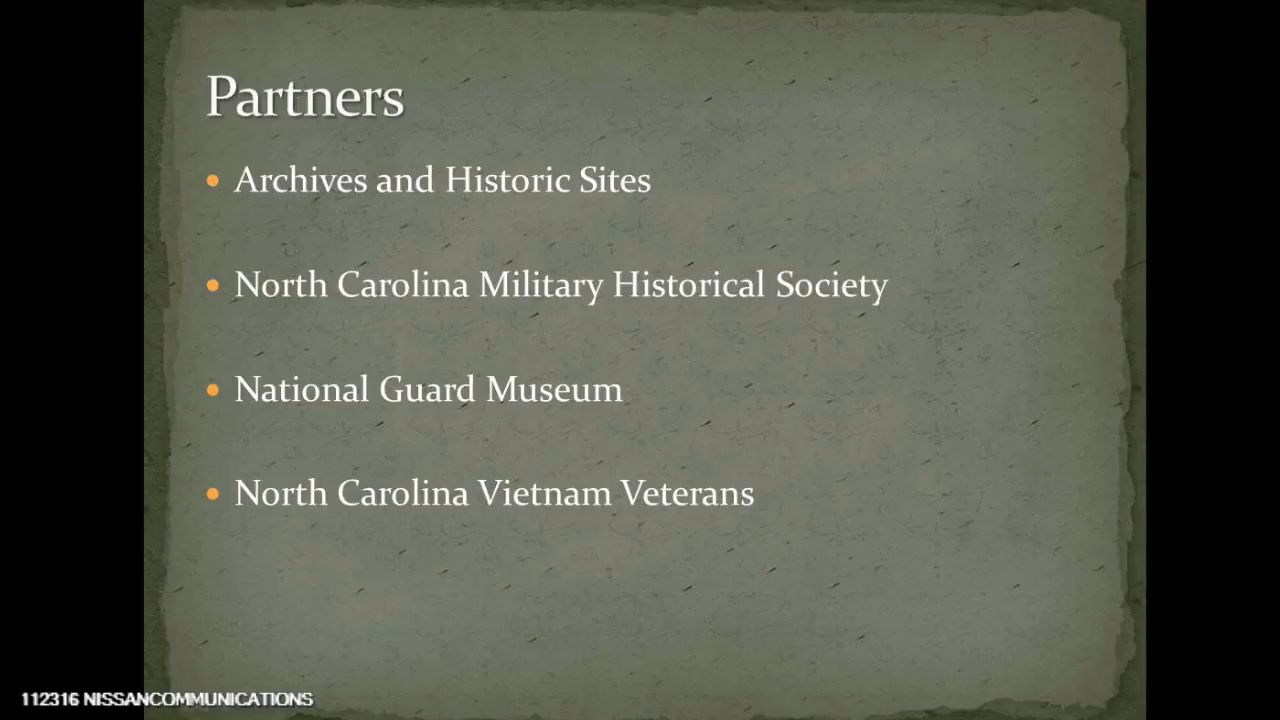 Partners
• Archives and Historic Sites
• North Carolina Military Historical Society
• National Guard Museum
• North Carolina Vietnam Veterans
112316 NISSANCOMMUNICATIONS